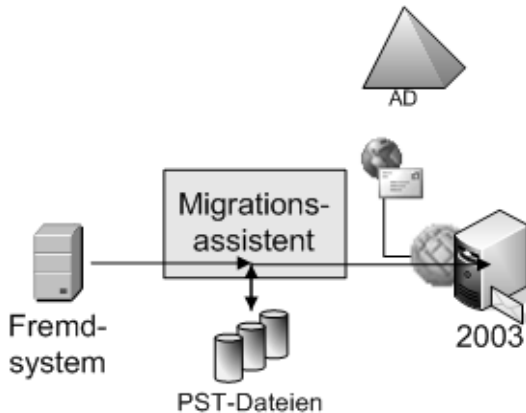 AD
Migrations-
assistent
Fremd-
system
2003
PST-Dateien